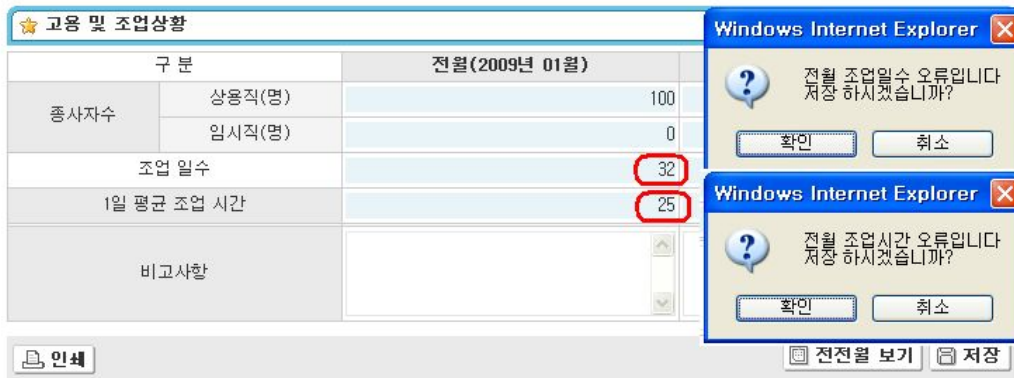 고용 및 조업상황
구 분
전월(2009년 01월)
종사자수
상용직(명)
100
임시직(명)
0
조업 일수
32
1일 평균 조업 시간
25
비고사항
인쇄
전전월 보기
저장
Windows Internet Explorer
전월 조업일수 오류입니다
저장 하시겠습니까?
확인
취소
Windows Internet Explorer
전월 조업시간 오류입니다
저장 하시겠습니까?
확인
취소